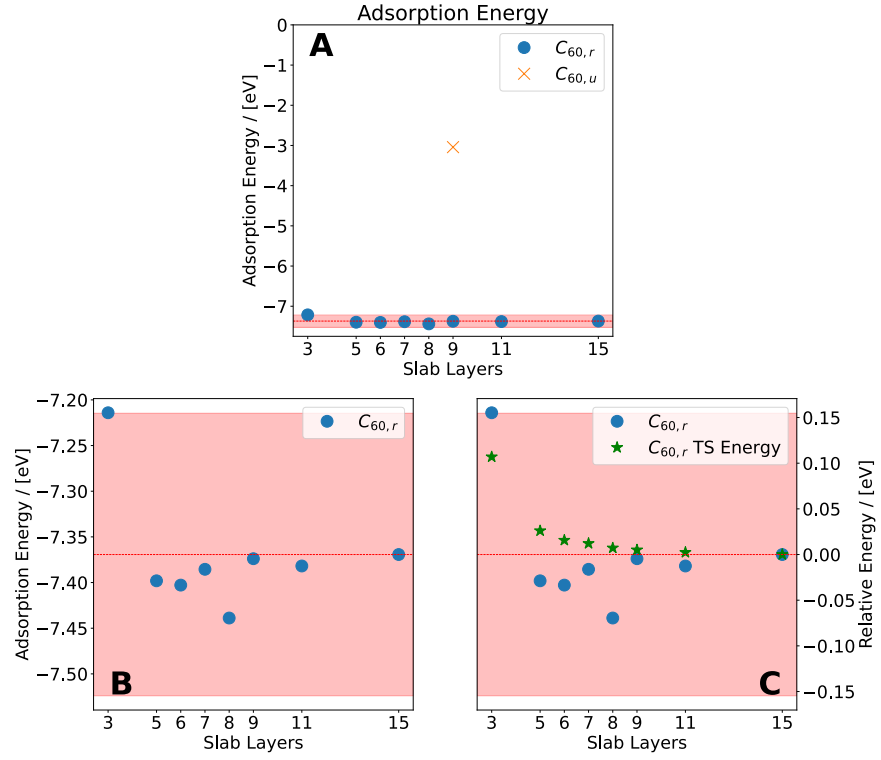 Adsorption Energy
A
C60,r
C60,u
Adsorption Energy / [eV]
0
−1
−2
−3
−4
−5
−6
−7
3 5 6 7 8 9 11 15
Slab Layers
−7.20
−7.25
−7.30
−7.35
−7.40
−7.45
−7.50
Adsorption Energy / [eV]
C60,r
B
3 5 6 7 8 9 11 15
Slab Layers
C60,r
C60,r TS Energy
C
0.15
0.10
0.05
0.00
−0.05
−0.10
−0.15
Relative Energy / [eV]
3 5 6 7 8 9 11 15
Slab Layers